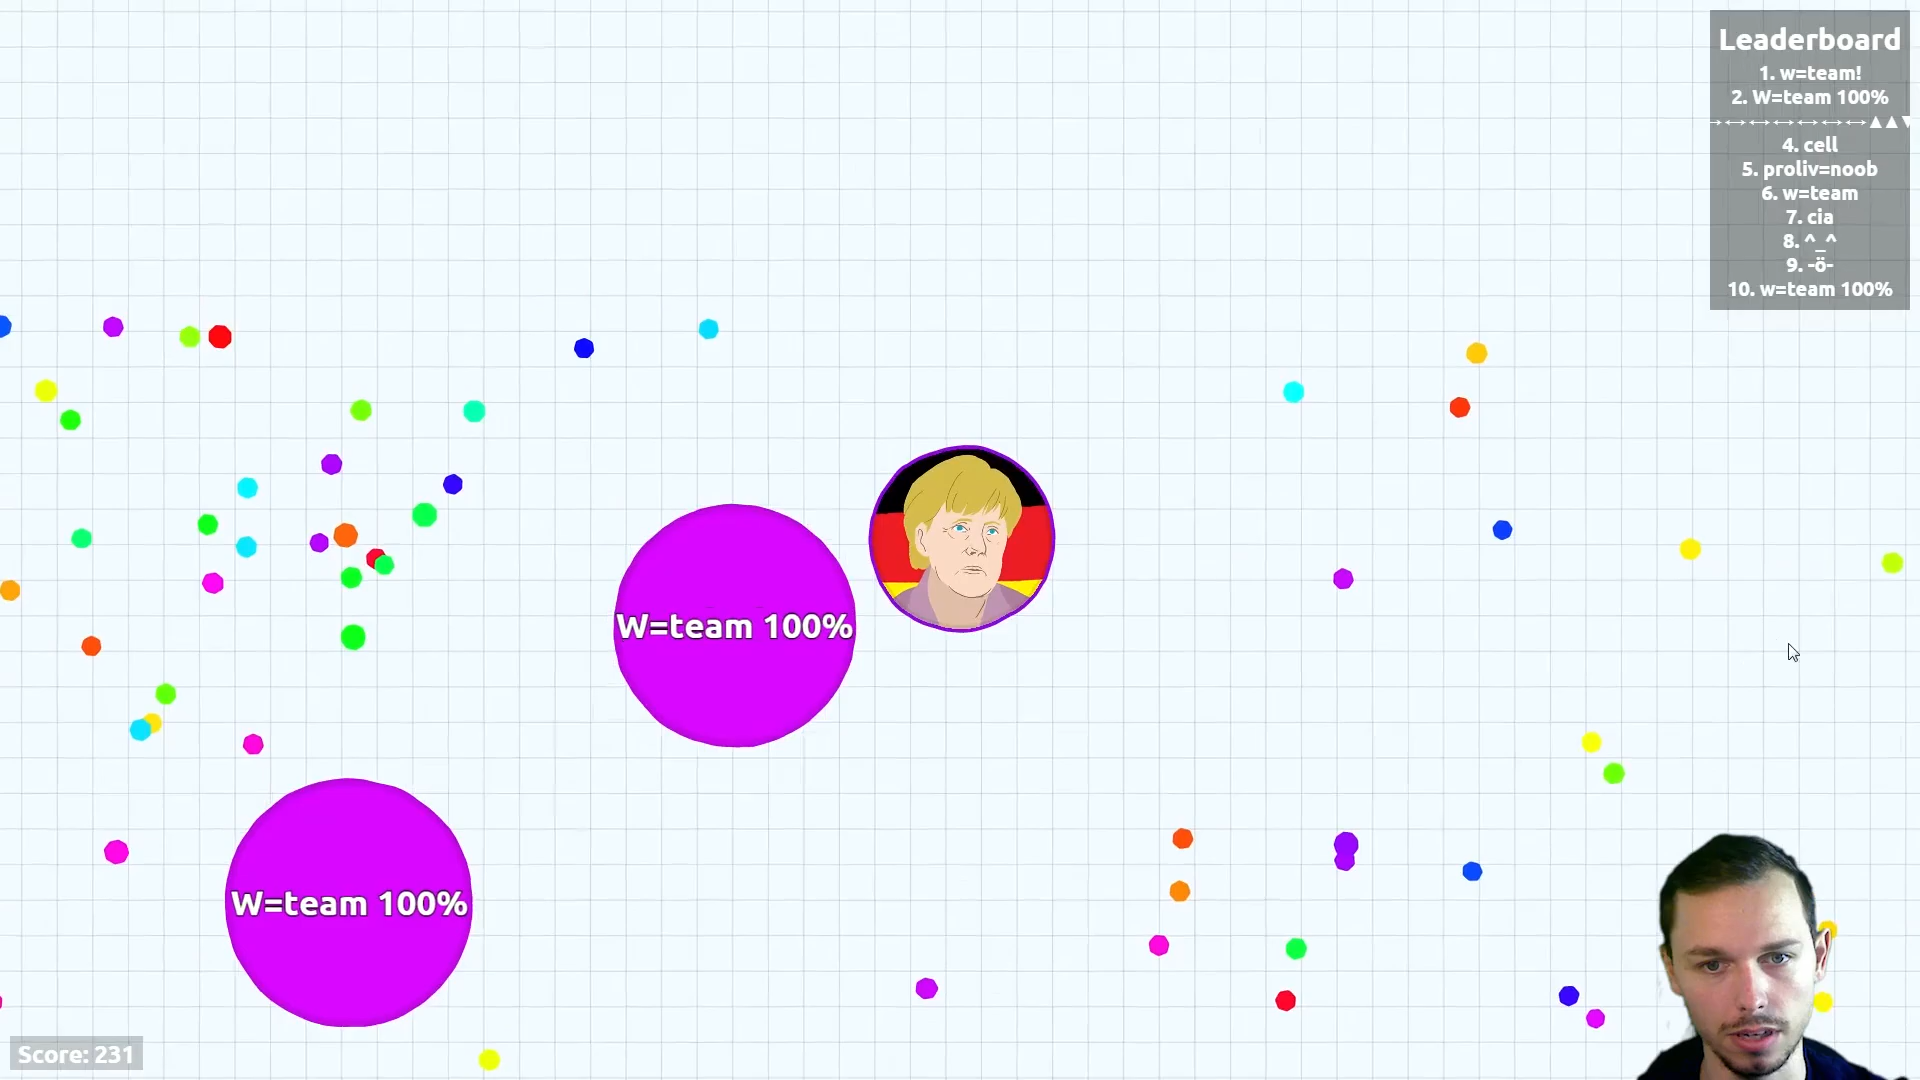 Leaderboard
1. w=team!
2. W=team 100%
→↔↔↔↔↔↔▲▲▼
4. cell
5. proliv=noob
6. w=team
7. cia
8. ^_^
9. -ö-
10. w=team 100%
W=team 100%
W=team 100%
Score: 231